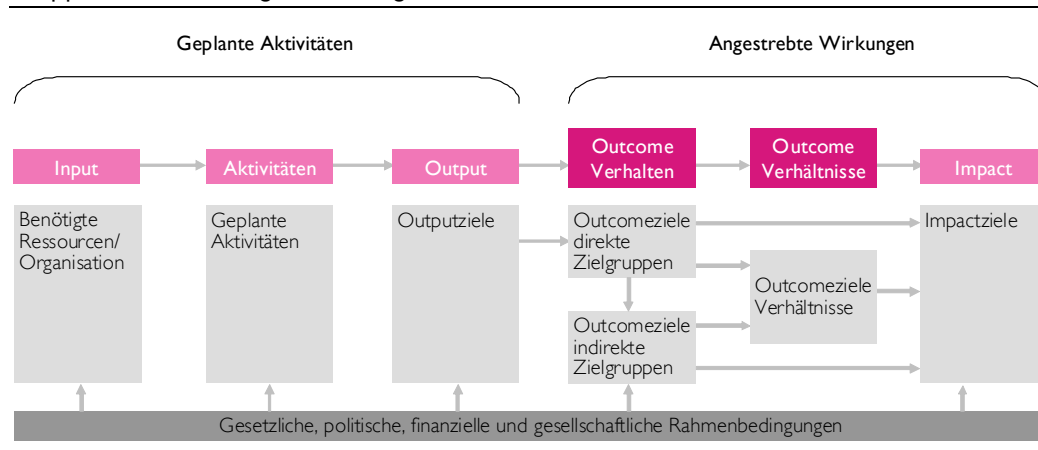 Geplante Aktivitäten
Angestrebte Wirkungen
Input
Aktivitäten
Output
Outcome
Verhalten
Outcome
Verhältnisse
Impact
Benötigte
Ressourcen/
Organisation
Geplante
Aktivitäten
Outputziele
Outcomeziele
direkte
Zielgruppen
Outcomeziele
indirekte
Zielgruppen
Outcomeziele
Verhältnisse
Impactziele
Gesetzliche, politische, finanzielle und gesellschaftliche Rahmenbedingungen